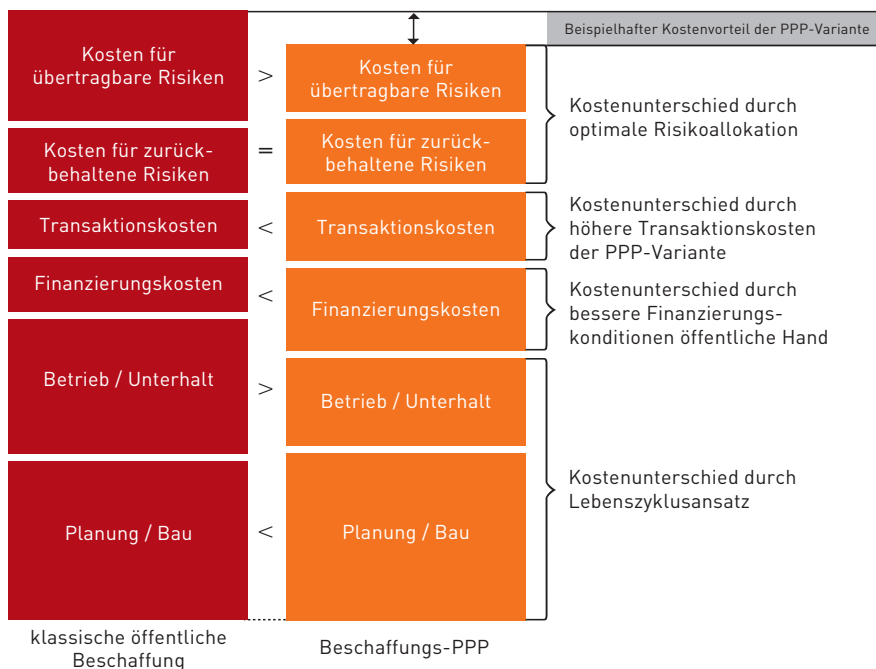 Beispielhafter Kostenvorteil der PPP-Variante
Kosten für
übertragbare Risiken
>
Kosten für
übertragbare Risiken
Kostenunterschied durch
optimale Risikoallokation
Kosten für zurück-
behaltene Risiken
=
Kosten für zurück-
behaltene Risiken
Transaktionskosten
<
Transaktionskosten
Kostenunterschied durch
höhere Transaktionskosten
der PPP-Variante
Finanzierungskosten
<
Finanzierungskosten
Kostenunterschied durch
bessere Finanzierungs-
konditionen öffentliche Hand
Betrieb / Unterhalt
>
Betrieb / Unterhalt
Kostenunterschied durch
Lebenszyklusansatz
Planung / Bau
<
Planung / Bau
klassische öffentliche
Beschaffung
Beschaffungs-PPP